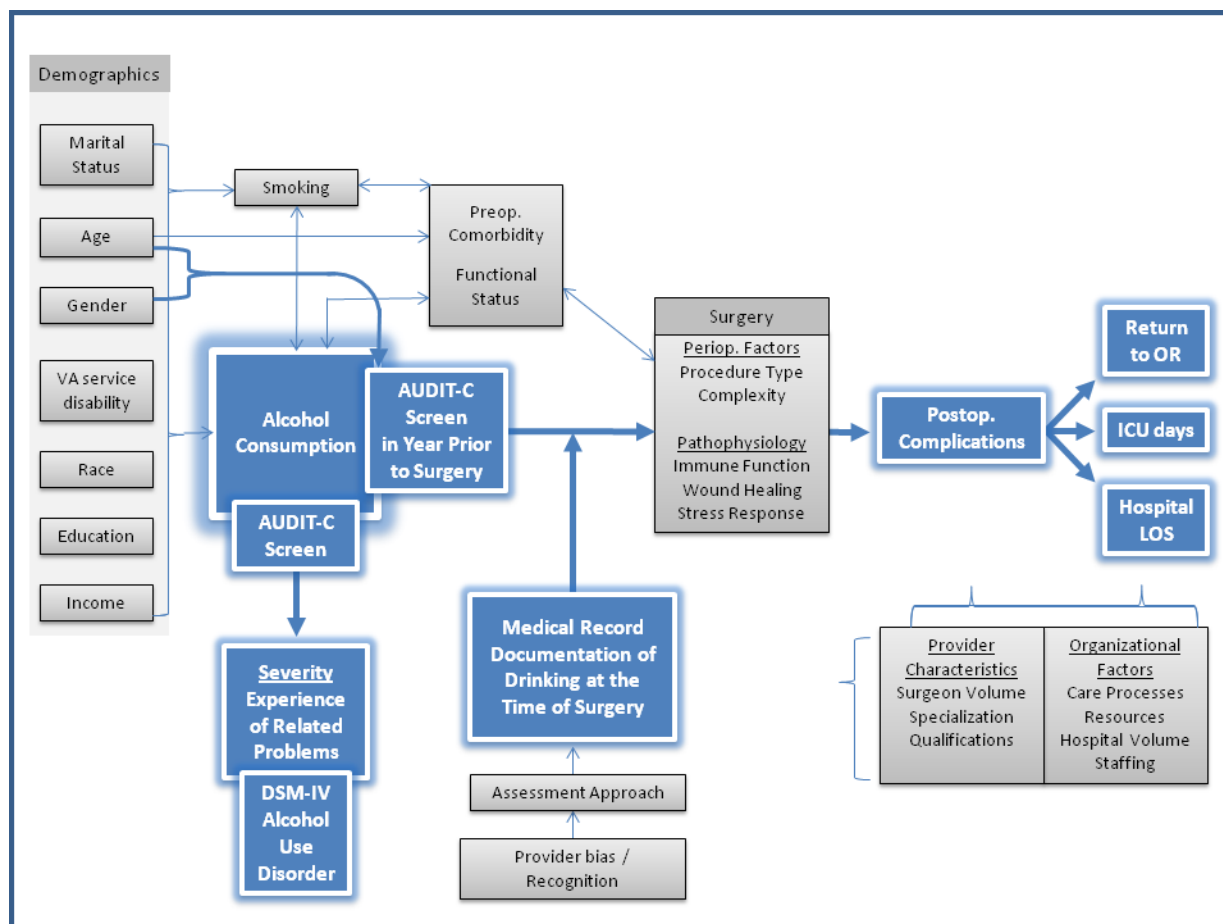 Demographics
Marital
Status
Age
Gender
VA service
disability
Race
Education
Income
Smoking
Preop.
Comorbidity
Functional
Status
Alcohol
Consumption
AUDIT-C
Screen
in Year Prior
to Surgery
AUDIT-C
Screen
Severity
Experience
of Related
Problems
DSM-IV
Alcohol
Use
Disorder
Medical Record
Documentation of
Drinking at the
Time of Surgery
Assessment Approach
Provider bias /
Recognition
Surgery
Periop. Factors
Procedure Type
Complexity
Pathophysiology
Immune Function
Wound Healing
Stress Response
Postop.
Complications
Return
to OR
ICU days
Hospital
LOS
Provider
Characteristics
Surgeon Volume
Specialization
Qualifications
Organizational
Factors
Care Processes
Resources
Hospital Volume
Staffing